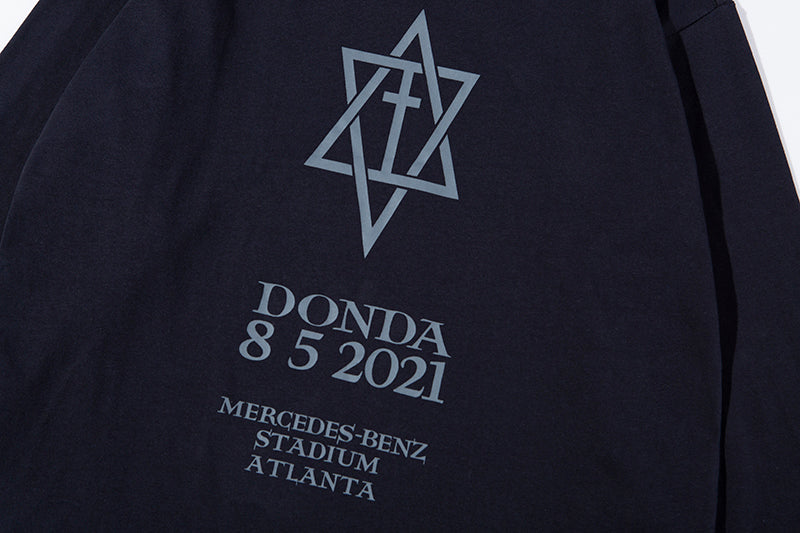 DONDA
8 5 2021
MERCEDES-BENZ
STADIUM
ATLANTA